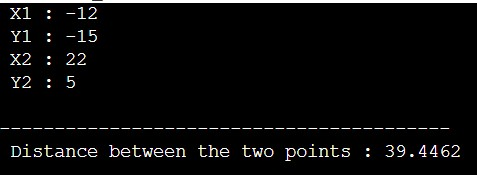 X1 : -12
Y1 : -15
X2 : 22
Y2 : 5
-----------------------------------------
Distance between the two points : 39.4462